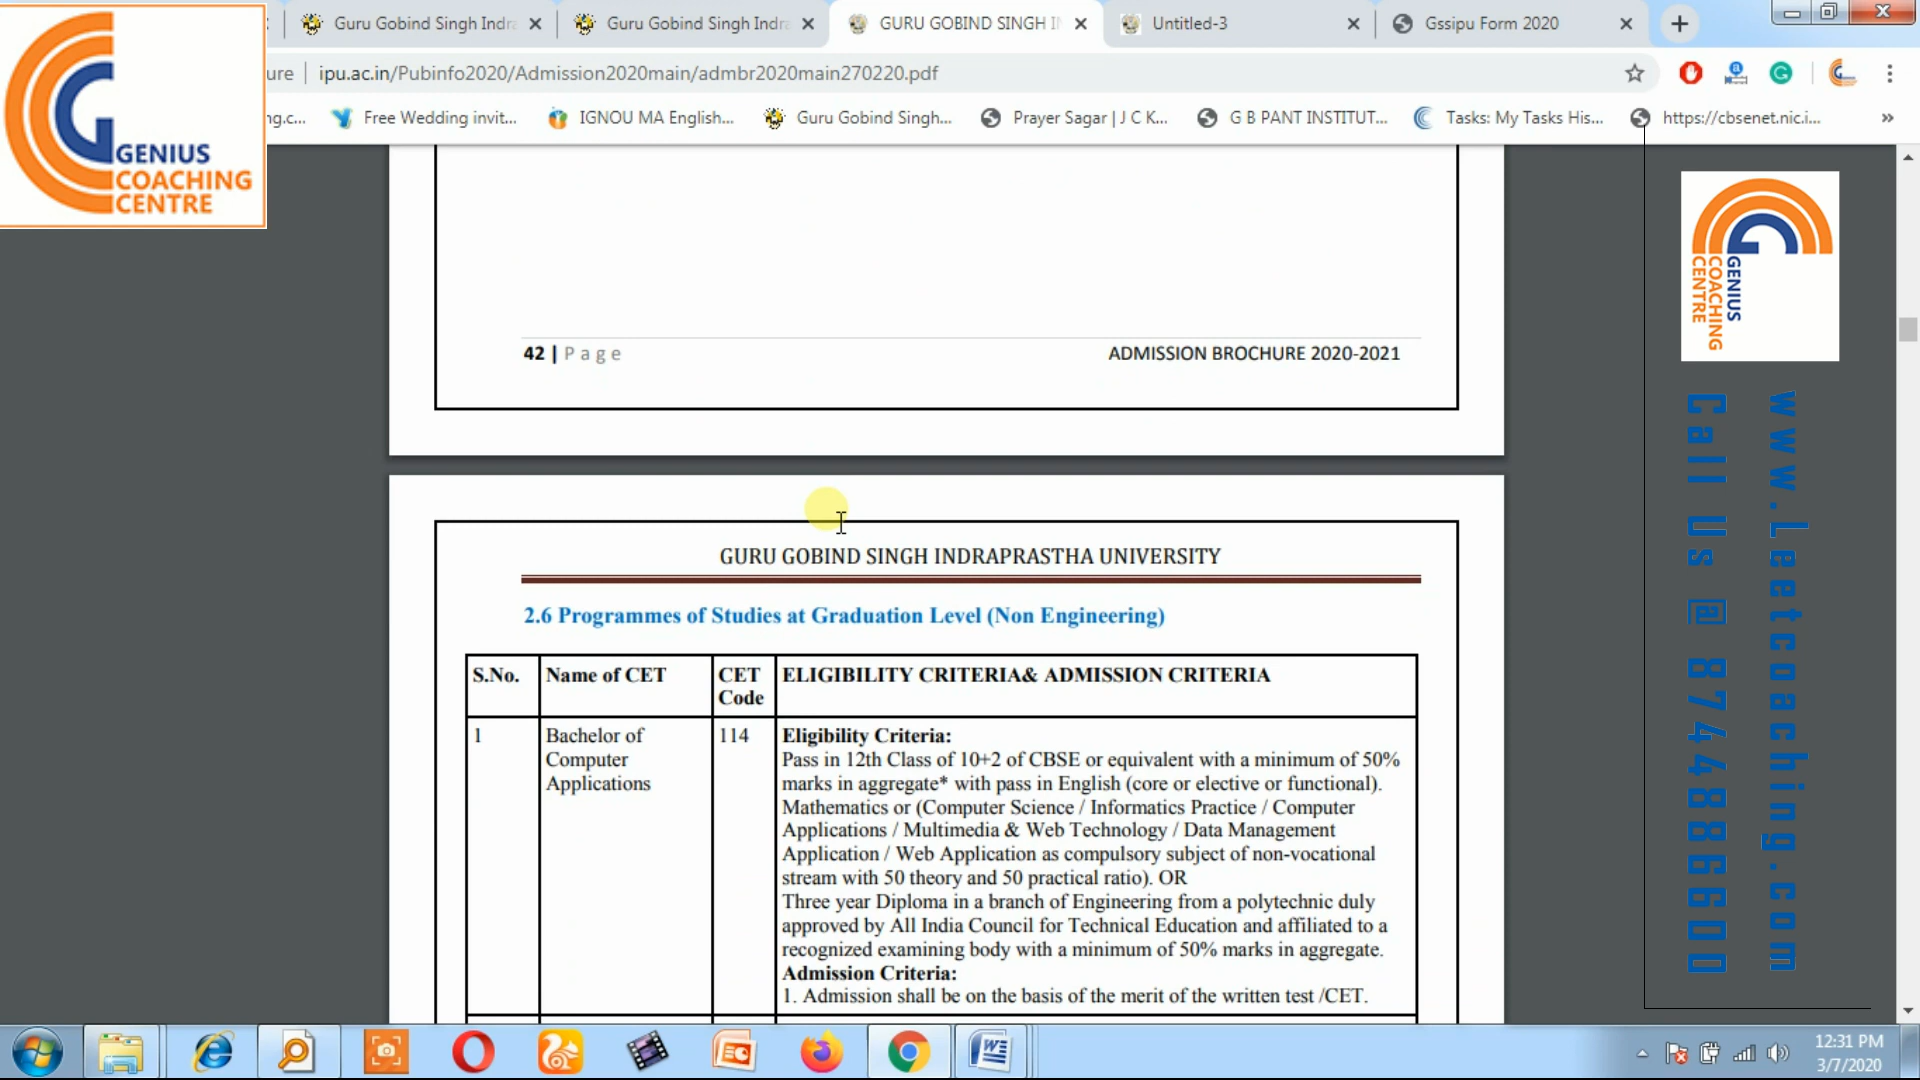 Guru Gobind Singh Indr
Guru Gobind Singh Indra
GURU GOBIND SINGH I
Untitled-3
Gssipu Form 2020
ure
ipu.ac.in/Pubinfo2020/Admission2020main/admbr2020main270220.pdf
ng.c...
Free Wedding invit...
IGNOU MA English...
Guru Gobind Singh...
Prayer Sagar | J C K...
G B PANT INSTITUT...
Tasks: My Tasks His...
https://cbsenet.nic.i...
»
GENIUS
COACHING
CENTRE
42 | Page
ADMISSION BROCHURE 2020-2021
GURU GOBIND SINGH INDRAPRASTHA UNIVERSITY
2.6 Programmes of Studies at Graduation Level (Non Engineering)
S.No.
Name of CET
CET
Code
ELIGIBILITY CRITERIA& ADMISSION CRITERIA
1
Bachelor of
Computer
Applications
114
Eligibility Criteria:
Pass in 12th Class of 10+2 of CBSE or equivalent with a minimum of 50%
marks in aggregate* with pass in English (core or elective or functional).
Mathematics or (Computer Science / Informatics Practice / Computer
Applications / Multimedia & Web Technology / Data Management
Application / Web Application as compulsory subject of non-vocational
stream with 50 theory and 50 practical ratio). OR
Three year Diploma in a branch of Engineering from a polytechnic duly
approved by All India Council for Technical Education and affiliated to a
recognized examining body with a minimum of 50% marks in aggregate.
Admission Criteria:
1. Admission shall be on the basis of the merit of the written test /CET.
GENIUS
COACHING
CENTRE
www.Leetcoaching.com
Call Us @ 8744886600
12:31 PM
3/7/2020